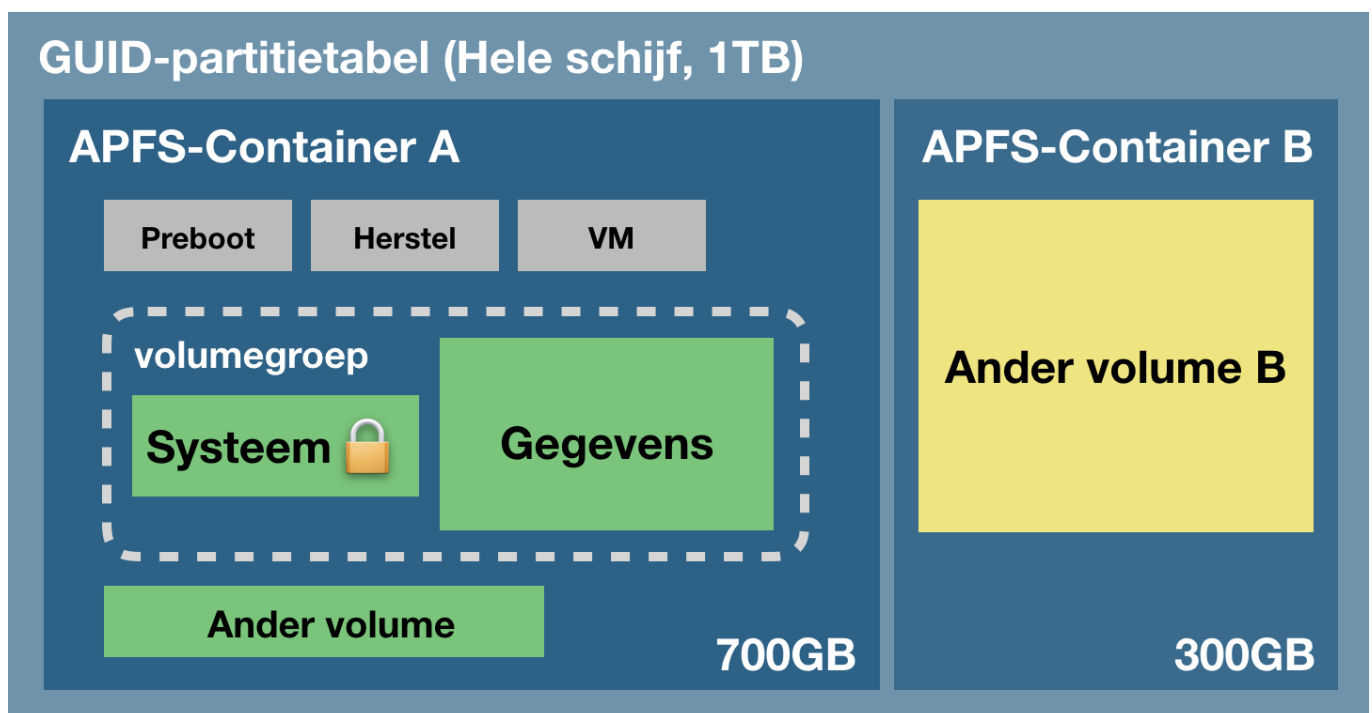 GUID-partitietabel (Hele schijf, 1TB)
APFS-Container A
Preboot
Herstel
VM
volumegroep
Systeem
Gegevens
Ander volume
700GB
APFS-Container B
Ander volume B
300GB